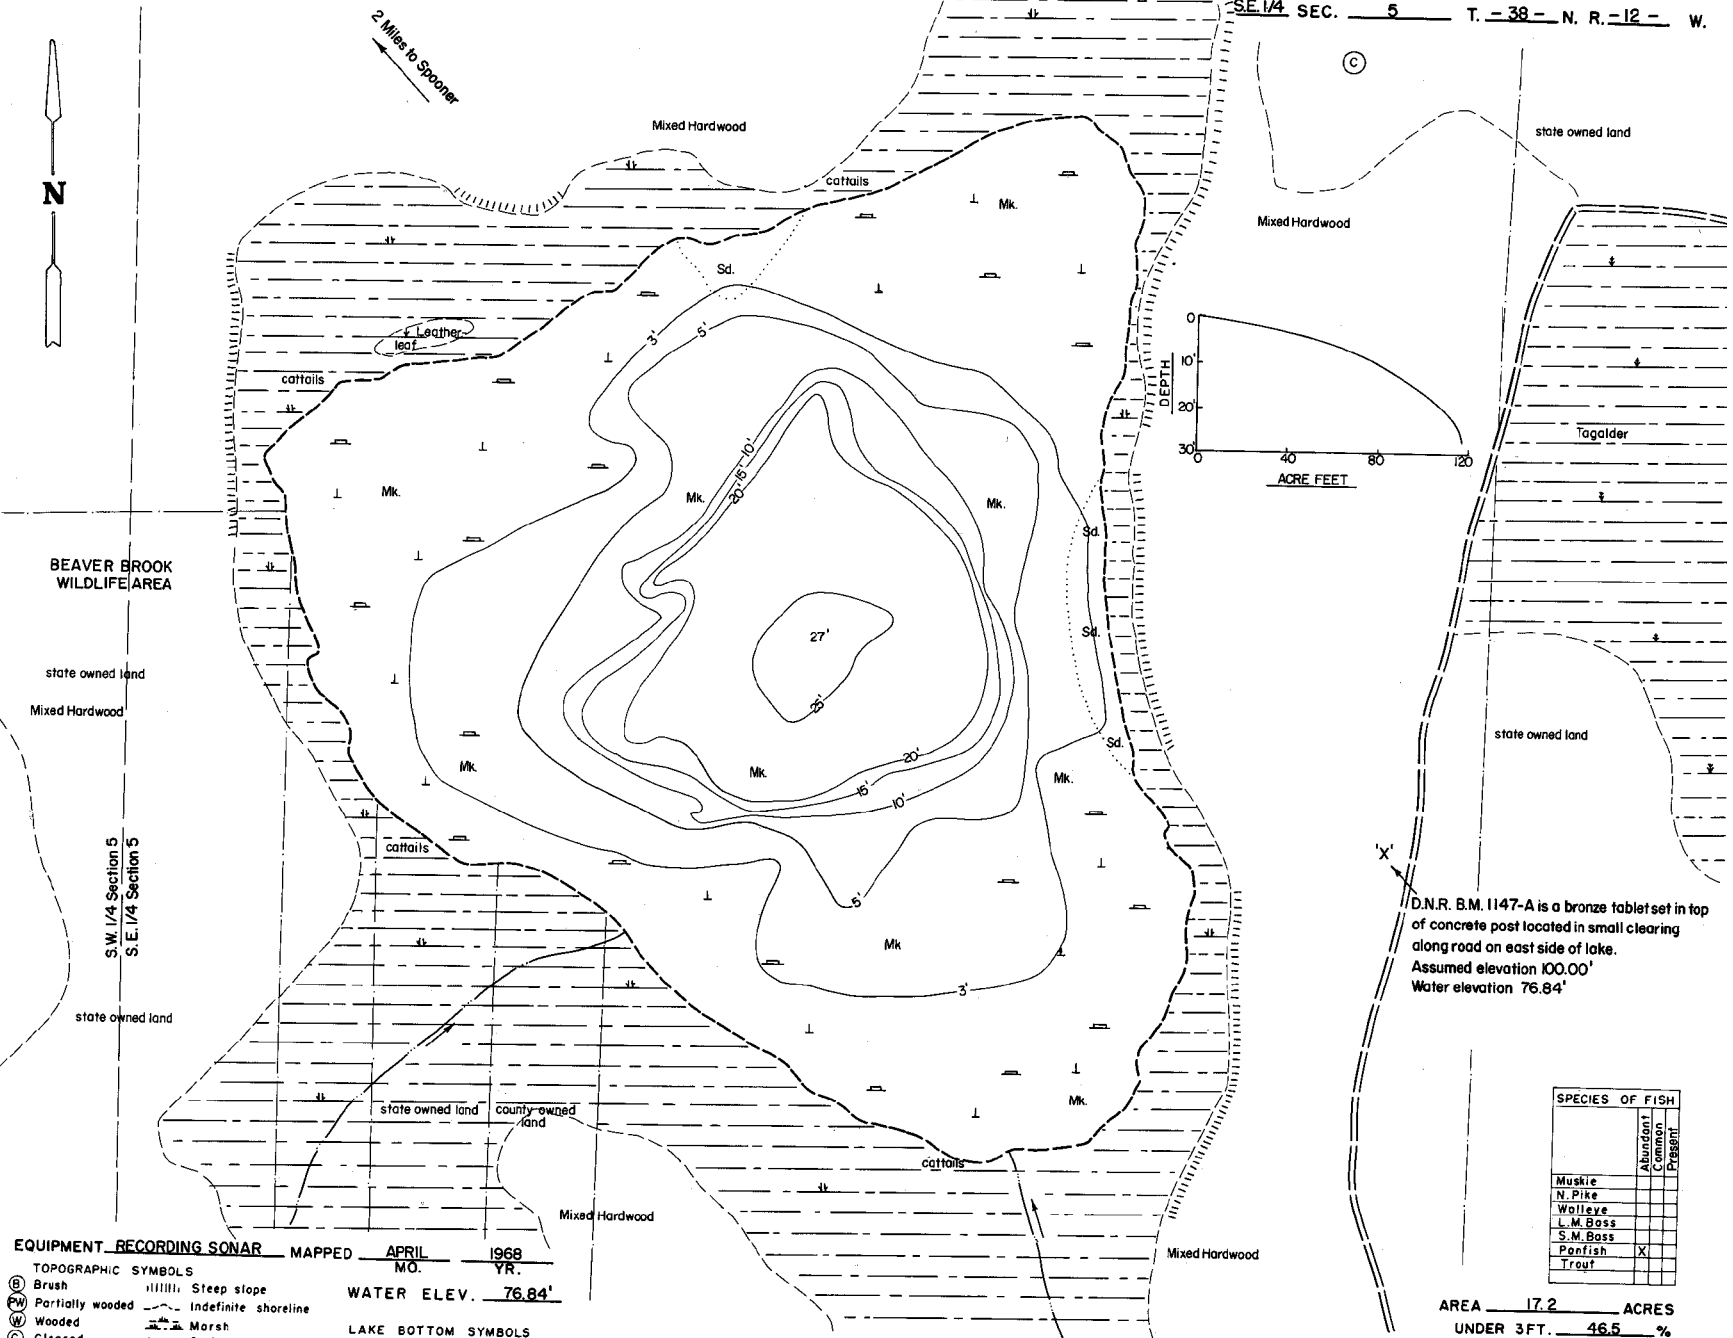 S.E.1/4 SEC. 5 T. -38- N. R. -12- W.
2 Miles to Spooner
C
N
Mixed Hardwood
state owned land
cattails
Mk.
Mixed Hardwood
Sd.
Leather
leaf
3'
5'
cattails
0
10'
20'
30'
DEPTH
0 40 80 120
ACRE FEET
Tagalder
10'
15'
20'
Mk.
Mk.
Mk.
Sd.
BEAVER BROOK
WILDLIFE AREA
27'
25'
Sd.
state owned land
Mixed Hardwood
state owned land
Sd.
20'
15'
10'
Mk.
Mk.
Mk.
cattails
S.W. 1/4 Section 5
S.E. 1/4 Section 5
'X'
5'
D.N.R. B.M. 1147-A is a bronze tablet set in top
of concrete post located in small clearing
along road on east side of lake.
Assumed elevation 100.00'
Water elevation 76.84'
Mk
3'
state owned land
state owned land
county owned
land
Mk.
cattails
Mixed Hardwood
Mixed Hardwood
SPECIES OF FISH
Abundant
Common
Present
Muskie
N. Pike
Walleye
L.M. Bass
S.M. Bass
Panfish X
Trout
EQUIPMENT RECORDING SONAR MAPPED APRIL 1968
MO. YR.
TOPOGRAPHIC SYMBOLS
B Brush Steep slope
PW Partially wooded Indefinite shoreline
W Wooded Marsh
C Cleared
WATER ELEV. 76.84'
LAKE BOTTOM SYMBOLS
AREA 17.2 ACRES
UNDER 3FT. 46.5 %